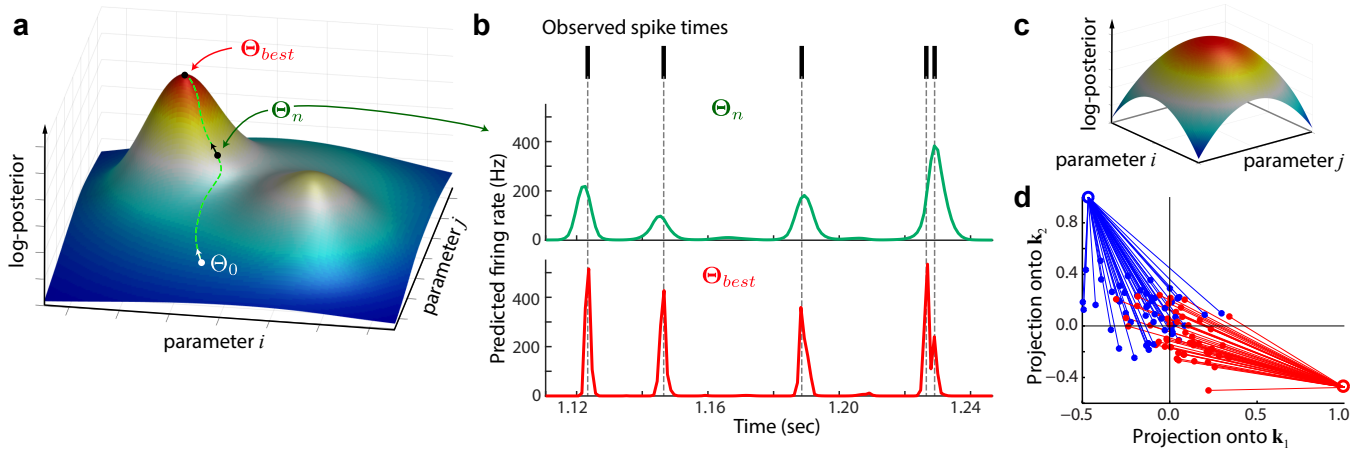 a
Θbest
Θn
Θ0
log-posterior
parameter i
parameter j
b
Observed spike times
Θn
400
200
0
Θbest
400
200
0
Predicted firing rate (Hz)
1.12 1.16 1.20 1.24
Time (sec)
c
log-posterior
parameter i
parameter j
d
0.8
0.4
0.0
−0.4
Projection onto k2
−0.5 0.0 0.5 1.0
Projection onto k1